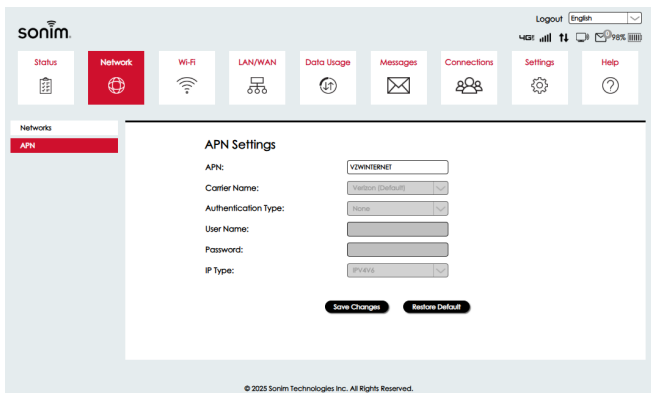 Logout English
sonim
4GE 0 98%
Status Network Wi-Fi LAN/WAN Data Usage Messages Connections Settings Help
Networks
APN
APN Settings
APN: VZWINTERNET
Carrier Name: Verizon (Default)
Authentication Type: None
User Name:
Password:
IP Type: IPV4V6
Save Changes Restore Default
© 2025 Sonim Technologies Inc. All Rights Reserved.